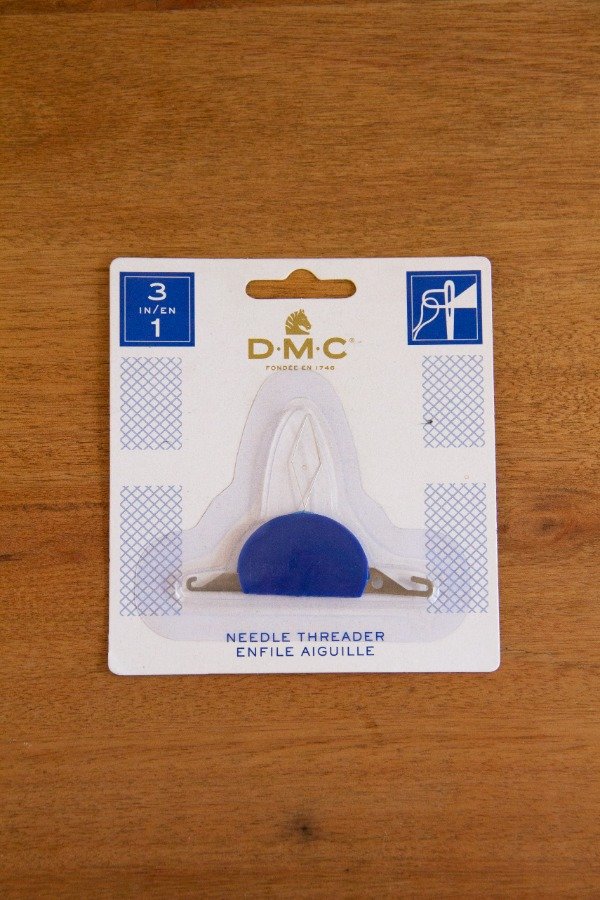 3
IN/EN
1
D·M·C®
FONDÉE EN 1746
NEEDLE THREADER
ENFILE AIGUILLE